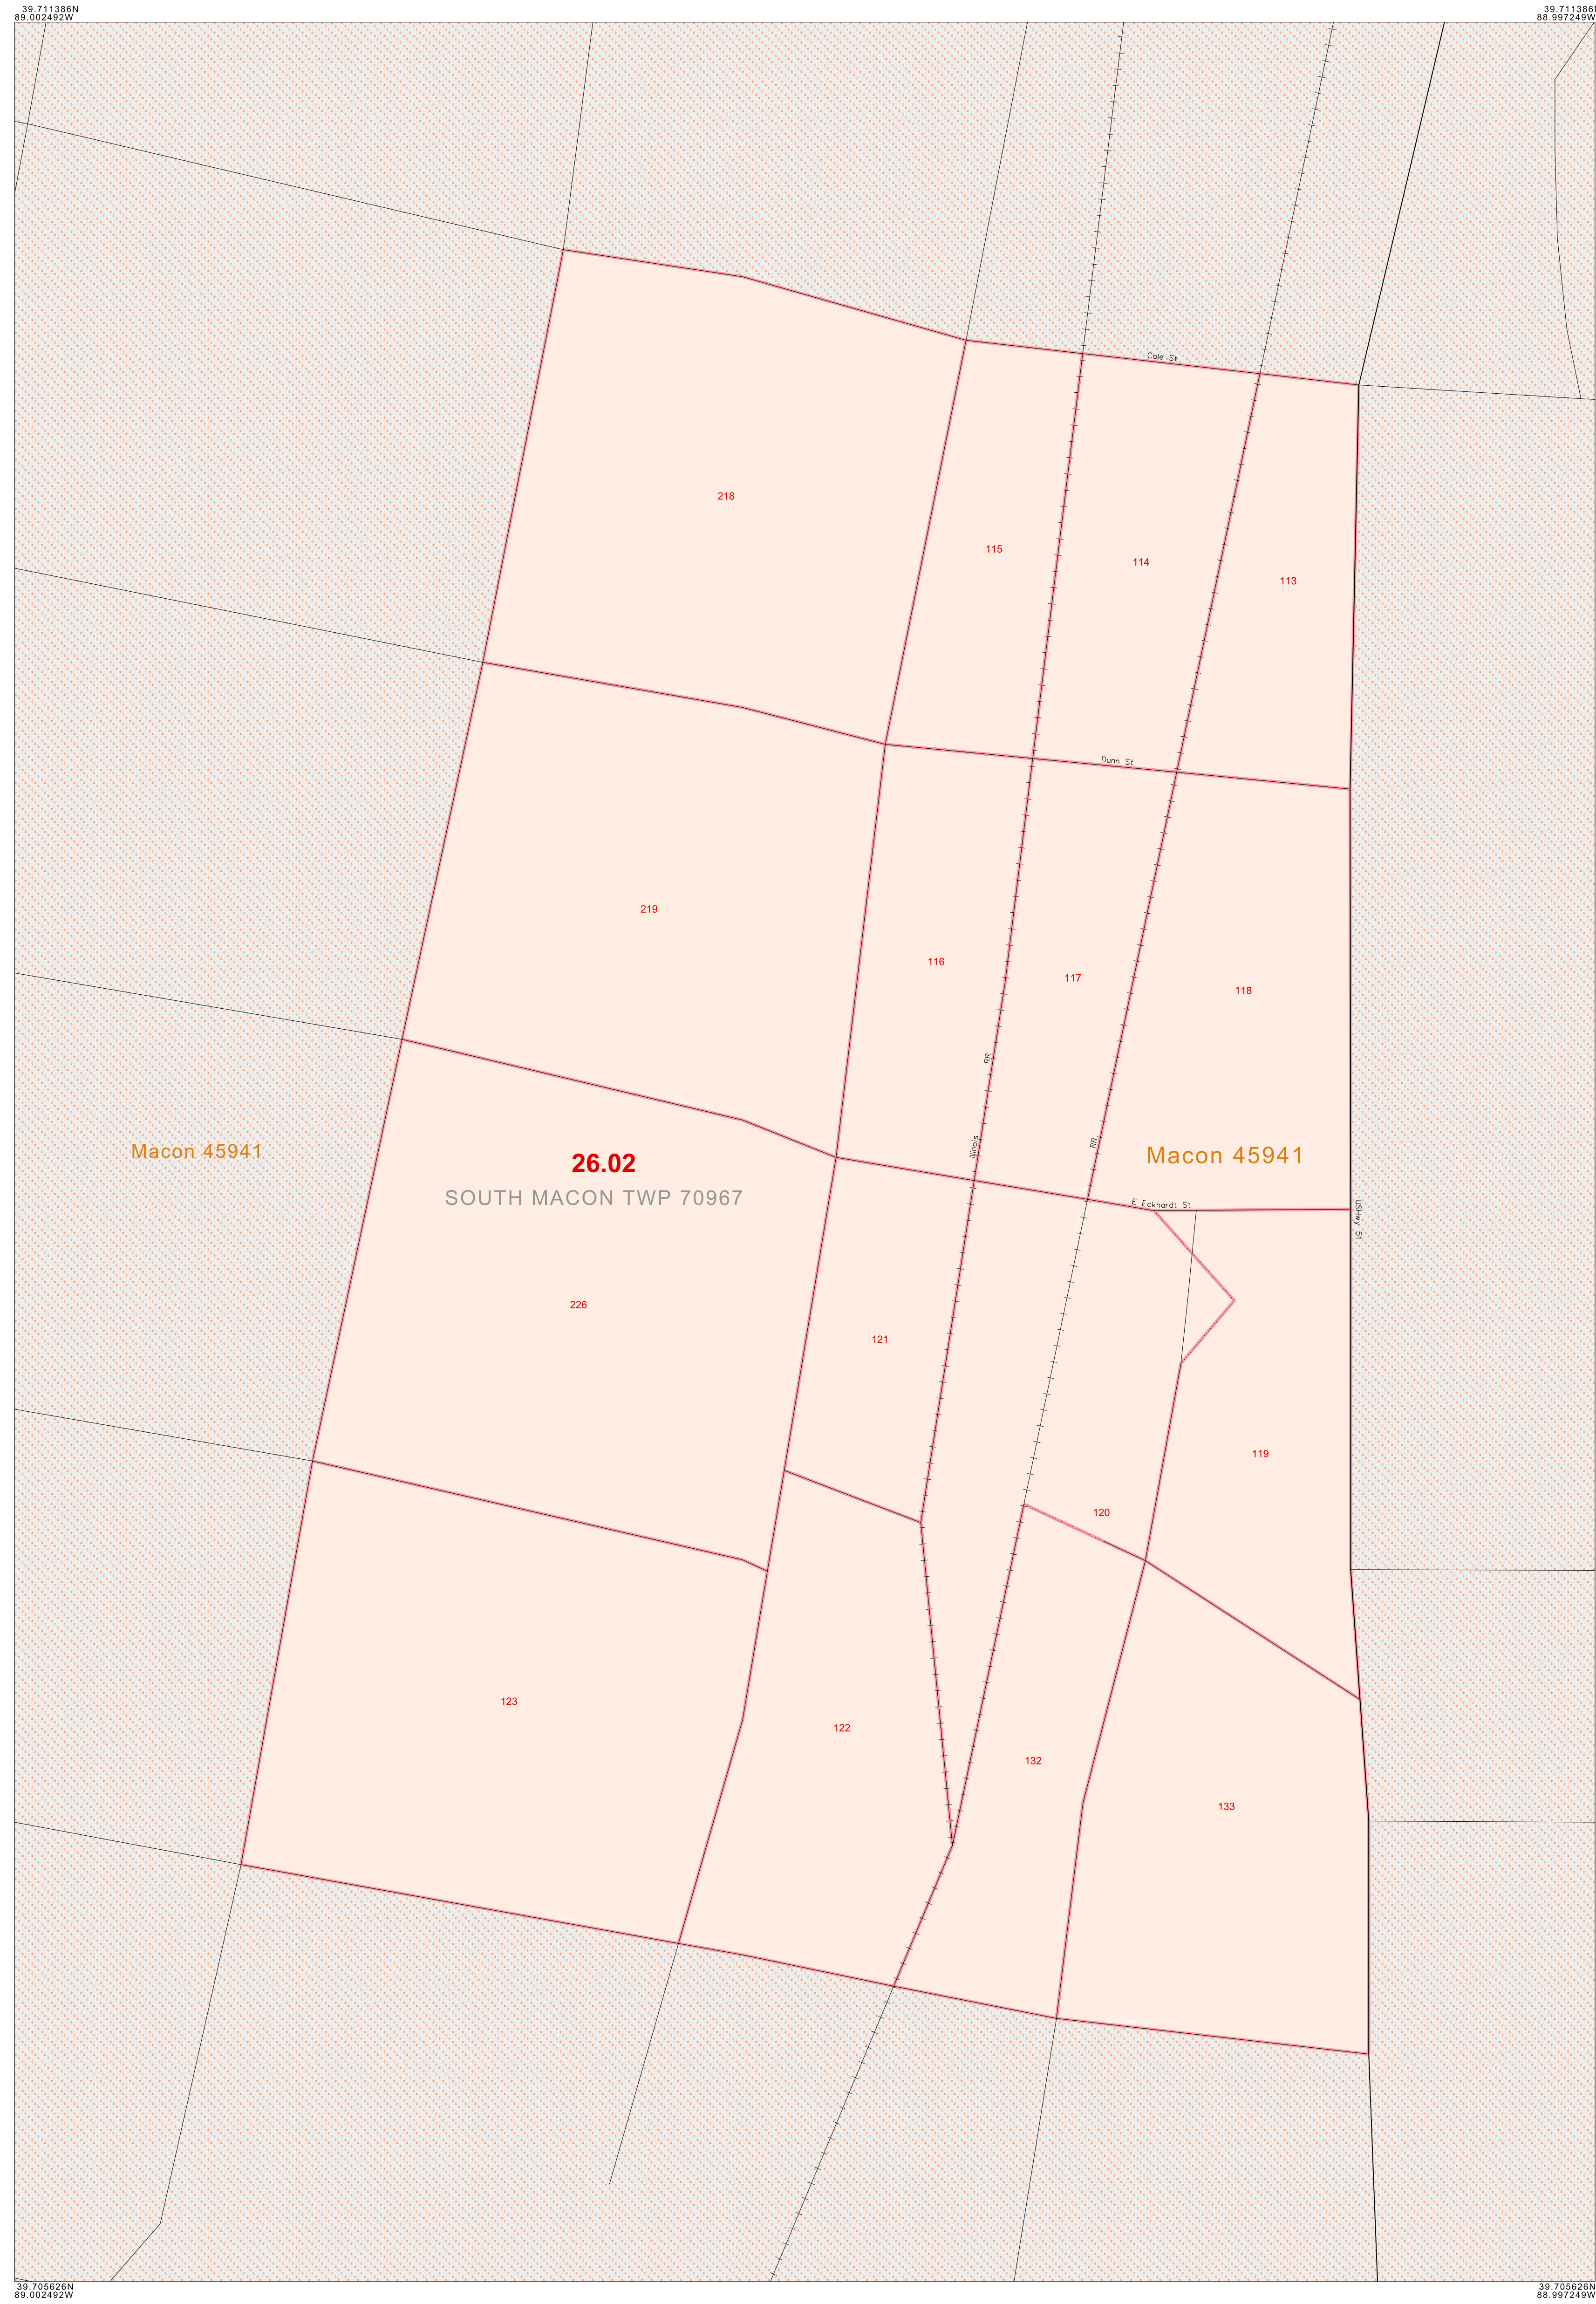 39.711386N
89.002492W
39.711386N
88.997249W
Cole St
218
115
114
113
Dunn St
219
116
117
118
RR
Illinois
RR
Macon 45941
26.02
Macon 45941
SOUTH MACON TWP 70967
E Eckhardt St
USHwy 51
226
121
119
120
123
122
132
133
39.705626N
89.002492W
39.705626N
88.997249W